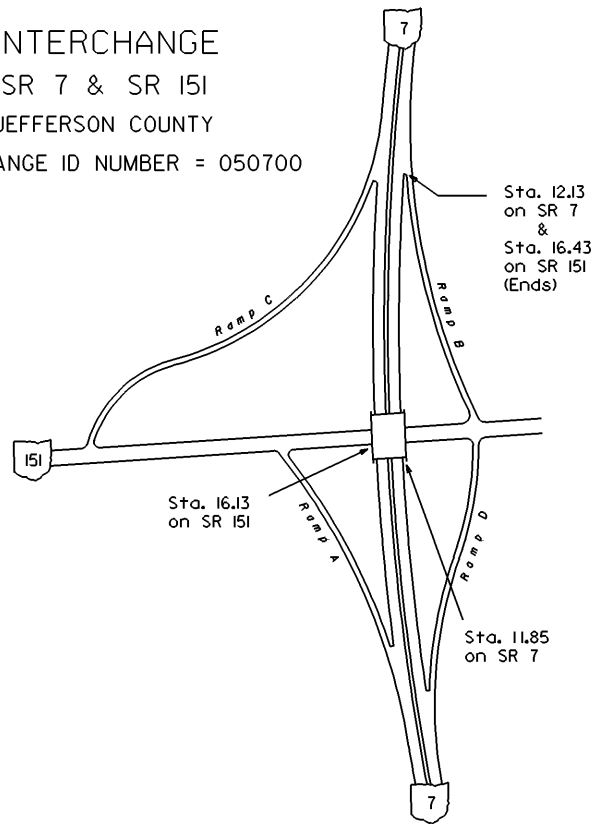 NTERCHANGE
SR 7 & SR 151
JEFFERSON COUNTY
ANGE ID NUMBER = 050700
7
Sta. 12.13
on SR 7
&
Sta. 16.43
on SR 151
(Ends)
Ramp C
Ramp B
151
Sta. 16.13
on SR 151
Ramp A
Ramp D
Sta. 11.85
on SR 7
7